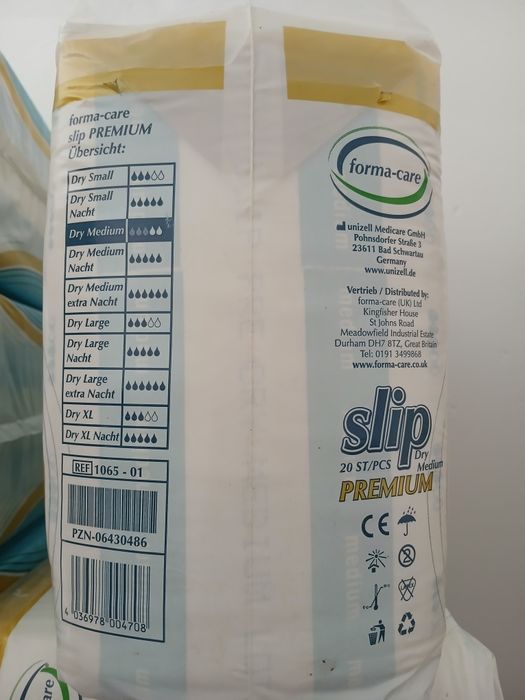 forma-care
slip PREMIUM
Übersicht:
Dry Small
Dry Small
Nacht
Dry Medium
Dry Medium
Nacht
Dry Medium
extra Nacht
Dry Large
Dry Large
Nacht
Dry Large
extra Nacht
Dry XL
Dry XL Nacht
REF 1065 - 01
PZN-06430486
4 036978 004708
forma-care
unizell Medicare GmbH
Pohnsdorfer Straße 3
23611 Bad Schwartau
Germany
www.unizell.de
Vertrieb / Distributed by:
forma-care (UK) Ltd
Kingfisher House
St Johns Road
Meadowfield Industrial Estate
Durham DH7 8TZ, Great Britain
Tel: 0191 3499868
www.forma-care.co.uk
slip
Dry
Medium
20 ST/PCS
PREMIUM
CE
LATEX